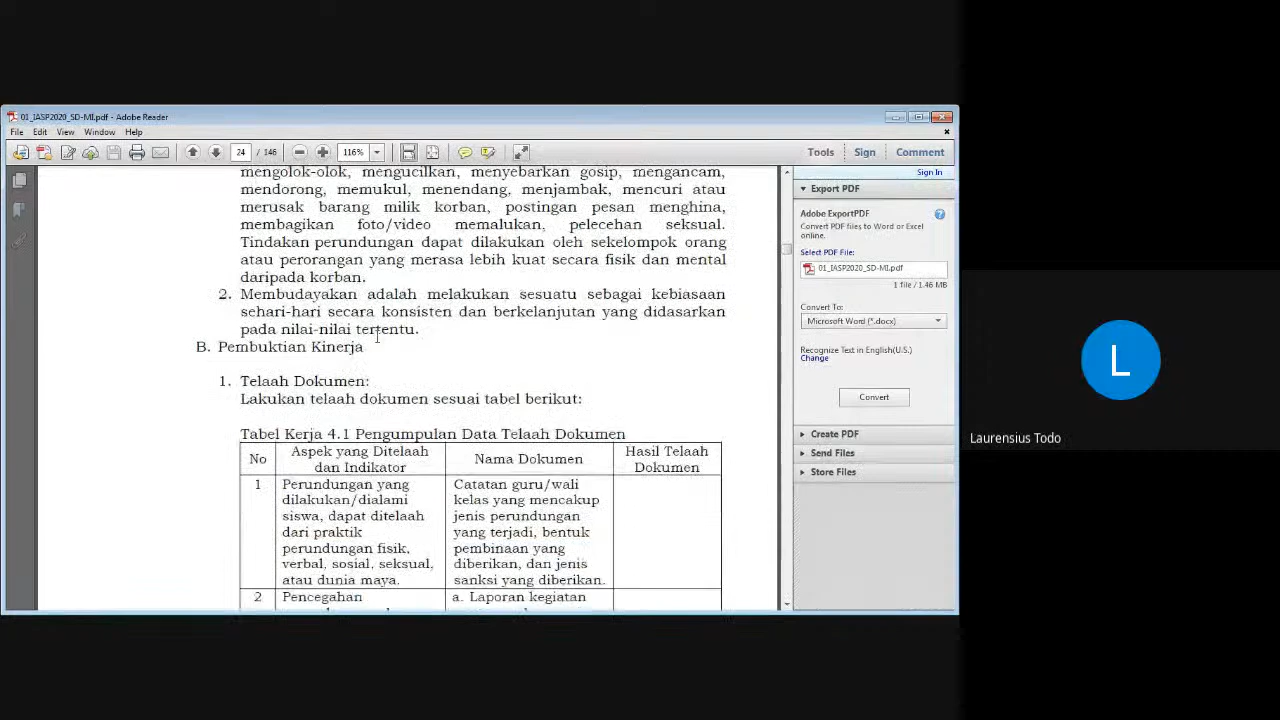 01_IASP2020_SD-MI.pdf - Adobe Reader
File Edit View Window Help
24 / 146 116%
Tools Sign Comment
mengolok-olok, mengucilkan, menyebarkan gosip, mengancam,
mendorong, memukul, menendang, menjambak, mencuri atau
merusak barang milik korban, postingan pesan menghina,
membagikan foto/video memalukan, pelecehan seksual.
Tindakan perundungan dapat dilakukan oleh sekelompok orang
atau perorangan yang merasa lebih kuat secara fisik dan mental
daripada korban.
2. Membudayakan adalah melakukan sesuatu sebagai kebiasaan
sehari-hari secara konsisten dan berkelanjutan yang didasarkan
pada nilai-nilai tertentu.
B. Pembuktian Kinerja
1. Telaah Dokumen:
Lakukan telaah dokumen sesuai tabel berikut:
Tabel Kerja 4.1 Pengumpulan Data Telaah Dokumen
No
Aspek yang Ditelaah
dan Indikator
Nama Dokumen
Hasil Telaah
Dokumen
1
Perundungan yang
dilakukan/dialami
siswa, dapat ditelaah
dari praktik
perundungan fisik,
verbal, sosial, seksual,
atau dunia maya.
Catatan guru/wali
kelas yang mencakup
jenis perundungan
yang terjadi, bentuk
pembinaan yang
diberikan, dan jenis
sanksi yang diberikan.
2
Pencegahan
a. Laporan kegiatan
Sign In
Export PDF
Adobe ExportPDF
Convert PDF files to Word or Excel
online.
Select PDF File:
01_IASP2020_SD-MI.pdf
1 file / 1.46 MB
Convert To:
Microsoft Word (*.docx)
Recognize Text in English(U.S.)
Change
Convert
Create PDF
Send Files
Store Files
L
Laurensius Todo